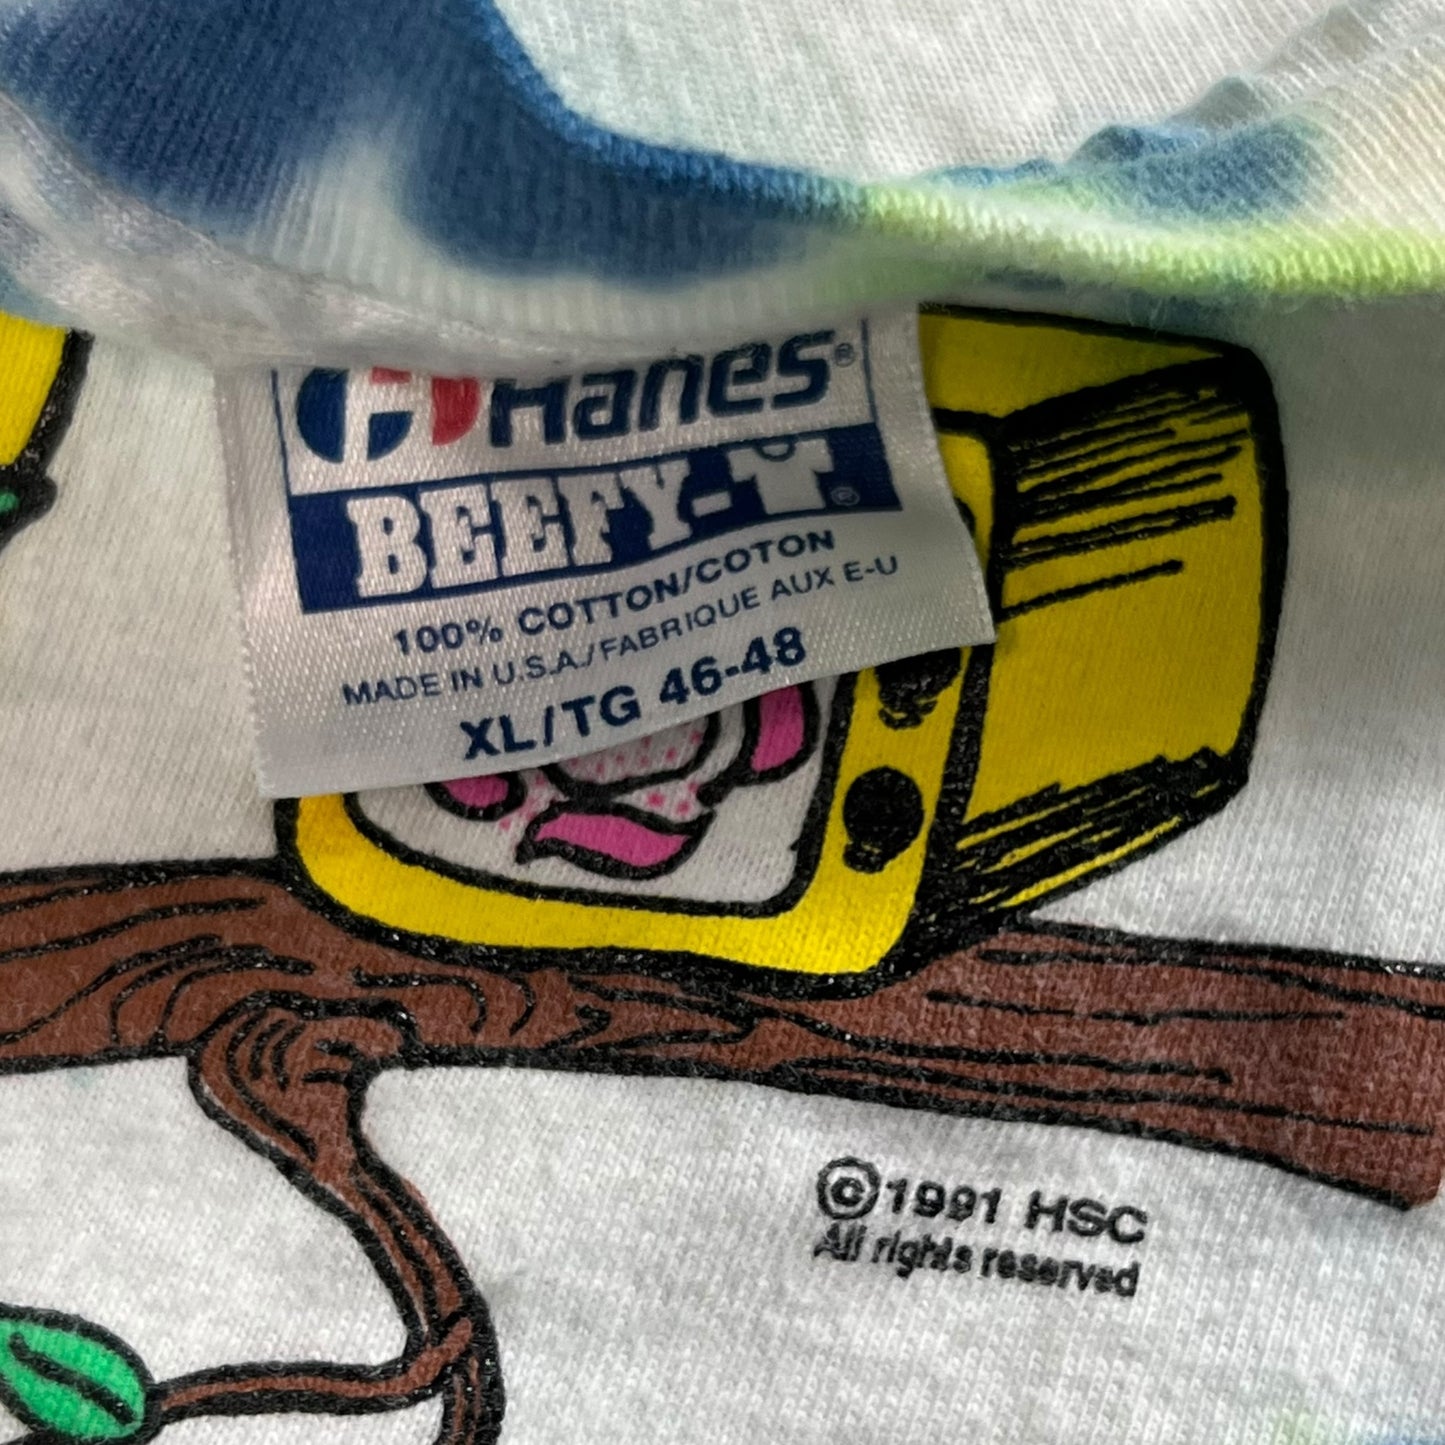 Hanes®
BEEFY-T®
100% COTTON/COTON
MADE IN U.S.A./FABRIQUE AUX E-U
XL/TG 46-48
©1991 HSC
All rights reserved